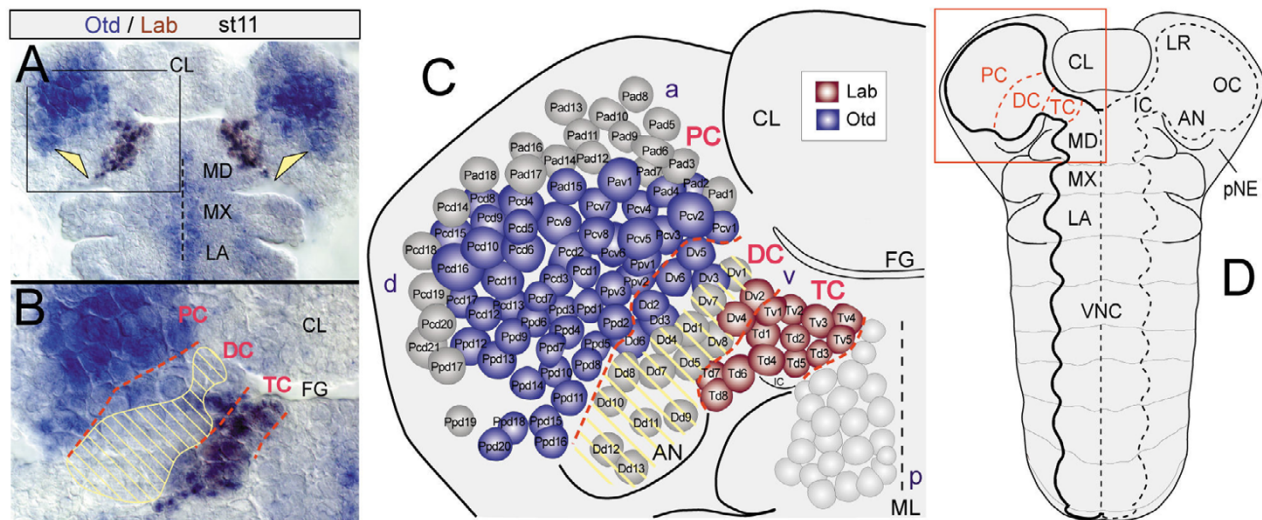 Otd / Lab st11
A
CL
MD
MX
LA
B
PC
DC
TC
CL
FG
C
a
PC
CL
Lab
Otd
d
DC
v
TC
FG
AN
IC
p
ML
Pad8
Pad13
Pad10
Pad5
Pad11
Pad9
Pad16
Pad14
Pad12
Pad6
Pad7
Pad3
Pad18
Pad17
Pad15
Pav1
Pad4
Pad2
Pad1
Pcd14
Pcd8
Pcd4
Pcv7
Pcv4
Pcv2
Pcd9
Pcv9
Pcd15
Pcd5
Pcv8
Pcv5
Pcv3
Pcv1
Pcd18
Pcd10
Pcd6
Pcd2
Pcv6
Dv5
Pcd16
Pcd11
Pcd3
Pcd1
Ppv1
Dv6
Dv3
Dv1
Pcd19
Pcd17
Pcd13
Pcd7
Ppv3
Ppv2
Dd2
Dv7
Dv2
Pcd12
Ppd3
Ppd1
Dd3
Dv4
Tv1
Tv2
Tv3
Tv4
Pcd20
Ppd6
Ppd4
Ppd2
Dd1
Td1
Td2
Tv5
Pcd21
Ppd12
Ppd9
Ppd7
Ppd5
Dd6
Dd4
Dv8
Td3
Ppd17
Ppd13
Ppd10
Ppd8
Dd8
Dd7
Dd5
Td7
Td6
Td4
Td5
Ppd14
Ppd11
Dd10
Td8
Ppd19
Ppd18
Ppd15
Dd11
Dd9
Ppd20
Ppd16
Dd12
Dd13
D
LR
CL
PC
OC
DC
TC
IC
AN
MD
pNE
MX
LA
VNC